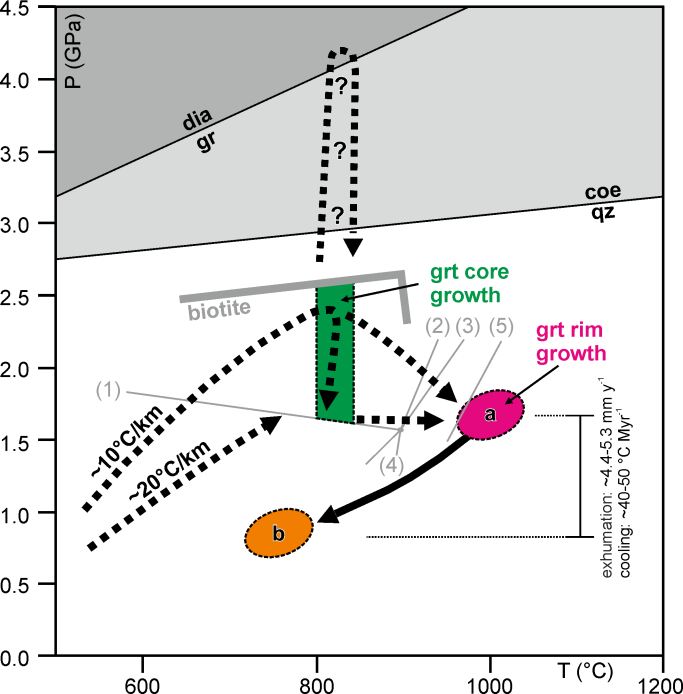 4.5
P (GPa)
4.0
?
dia
gr
3.5
?
3.0
?
coe
qz
2.5
biotite
grt core
growth
2.0
(1)
(2)
(3)
(5)
grt rim
growth
a
1.5
(4)
~10°C/km
~20°C/km
exhumation: ~4.4-5.3 mm y-1
cooling: ~40-50 °C Myr-1
1.0
b
0.5
0.0
600
800
1000
T (°C)
1200